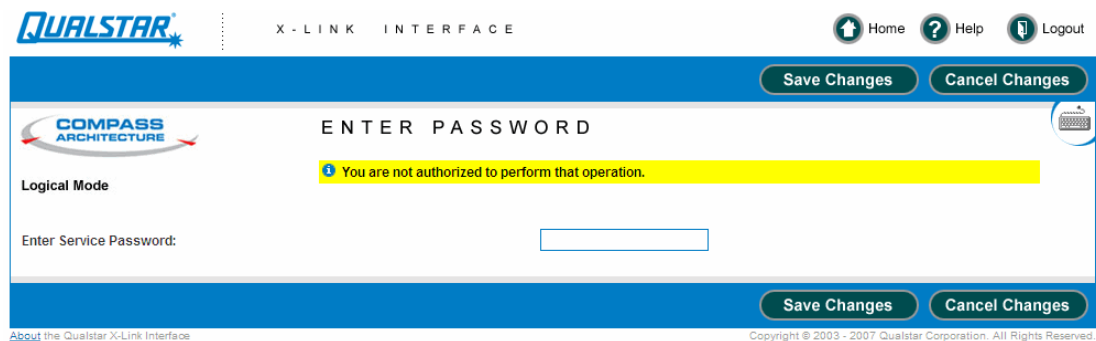 QUALSTAR
X-LINK INTERFACE
Home
Help
Logout
Save Changes
Cancel Changes
COMPASS
ARCHITECTURE
ENTER PASSWORD
You are not authorized to perform that operation.
Logical Mode
Enter Service Password:
Save Changes
Cancel Changes
About the Qualstar X-Link Interface
Copyright © 2003 - 2007 Qualstar Corporation. All Rights Reserved.